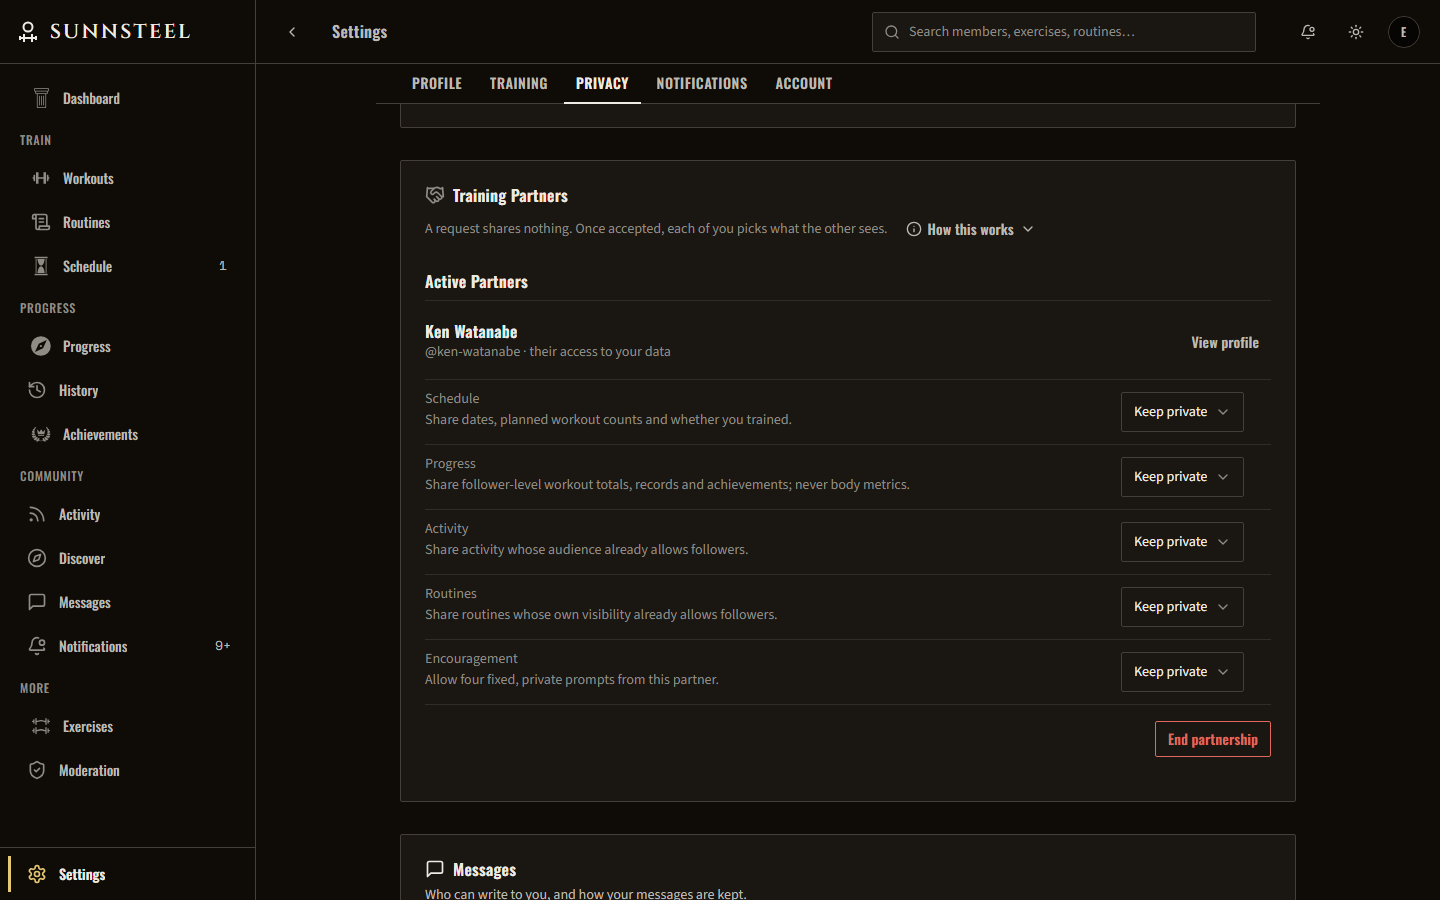 SUNNSTEEL
Settings
Search members, exercises, routines...
E
Dashboard
TRAIN
Workouts
Routines
Schedule 1
PROGRESS
Progress
History
Achievements
COMMUNITY
Activity
Discover
Messages
Notifications 9+
MORE
Exercises
Moderation
Settings
PROFILE TRAINING PRIVACY NOTIFICATIONS ACCOUNT
Training Partners
A request shares nothing. Once accepted, each of you picks what the other sees. How this works
Active Partners
Ken Watanabe
@ken-watanabe · their access to your data
View profile
Schedule
Share dates, planned workout counts and whether you trained.
Keep private
Progress
Share follower-level workout totals, records and achievements; never body metrics.
Keep private
Activity
Share activity whose audience already allows followers.
Keep private
Routines
Share routines whose own visibility already allows followers.
Keep private
Encouragement
Allow four fixed, private prompts from this partner.
Keep private
End partnership
Messages
Who can write to you, and how your messages are kept.